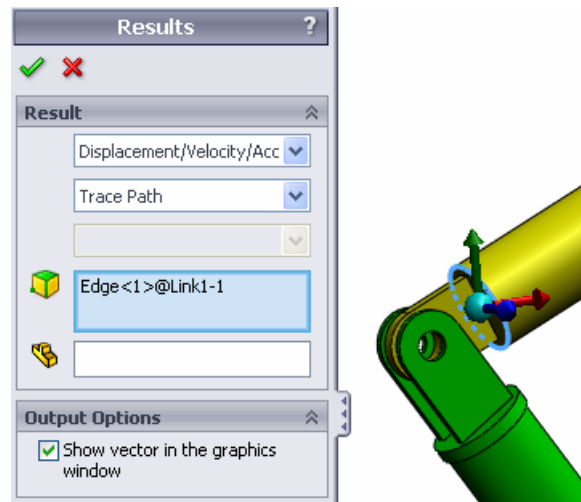 Results ?
Result
Displacement/Velocity/Acc
Trace Path
Edge<1>@Link1-1
Output Options
Show vector in the graphics
window